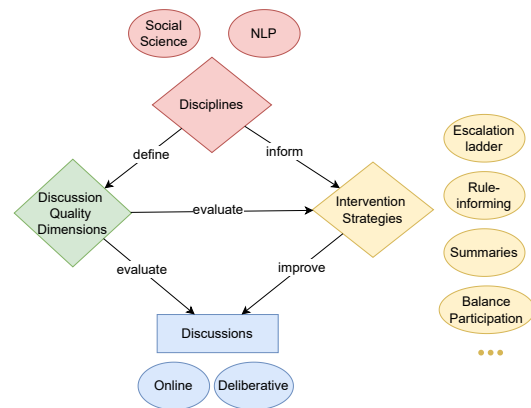 Social
Science
NLP
Disciplines
define
inform
Escalation
ladder
Rule-
informing
Discussion
Quality
Dimensions
evaluate
Intervention
Strategies
Summaries
evaluate
improve
Balance
Participation
Discussions
Online
Deliberative